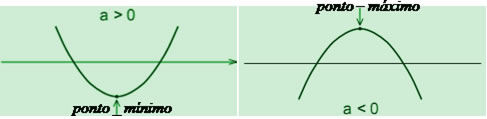 a > 0
ponto _ mínimo
ponto – máximo
a < 0